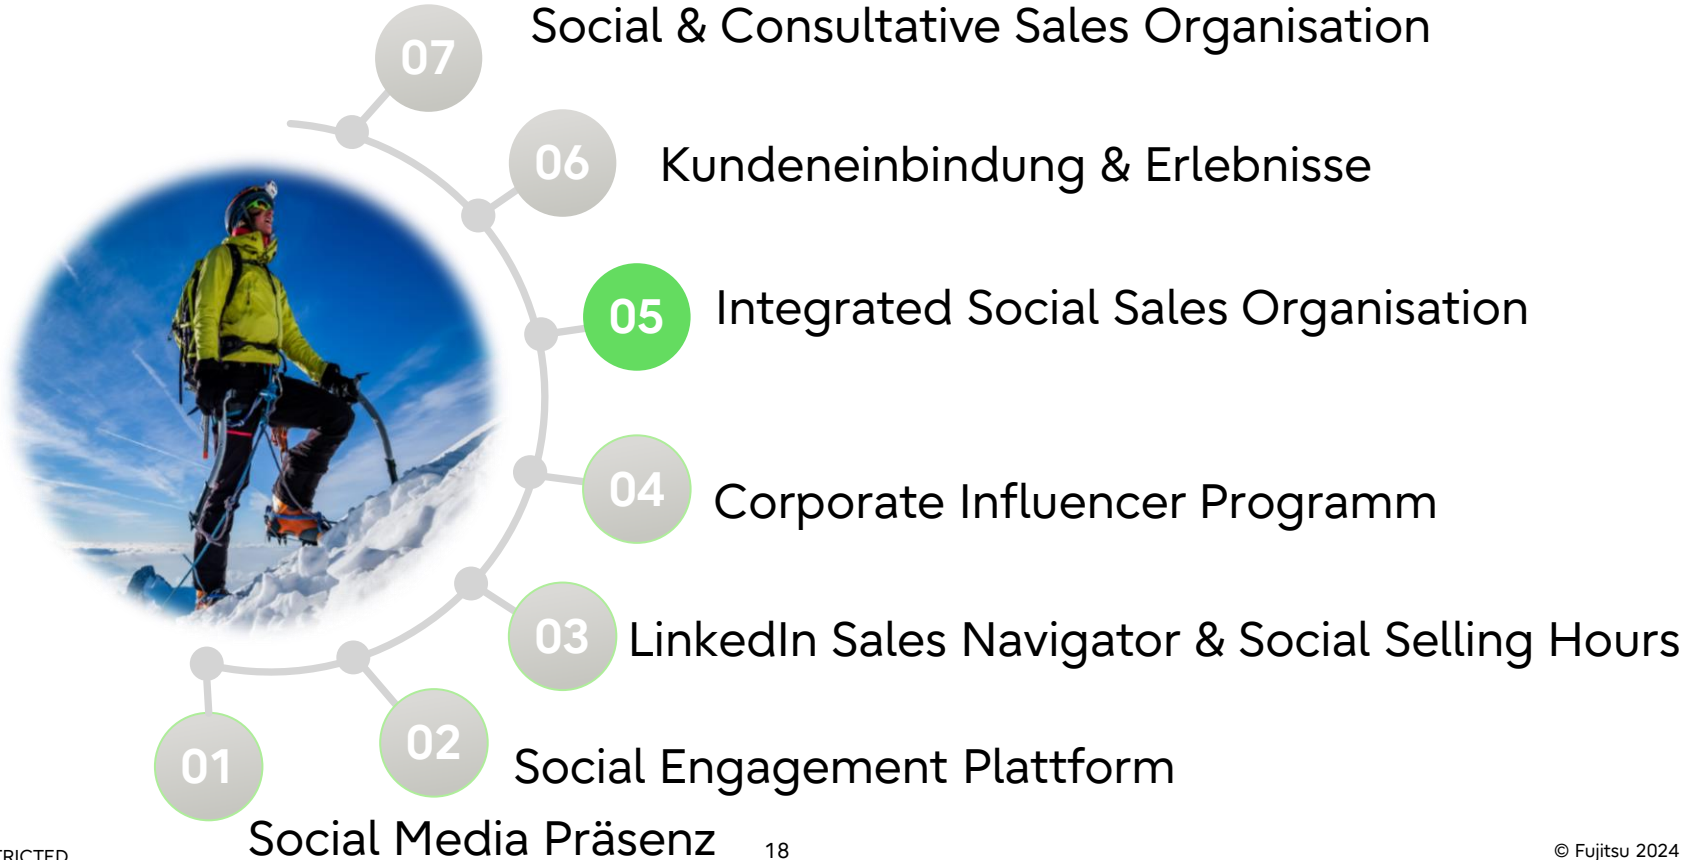 07 Social & Consultative Sales Organisation
06 Kundeneinbindung & Erlebnisse
05 Integrated Social Sales Organisation
04 Corporate Influencer Programm
03 LinkedIn Sales Navigator & Social Selling Hours
02 Social Engagement Plattform
01 Social Media Präsenz
18
© Fujitsu 2024